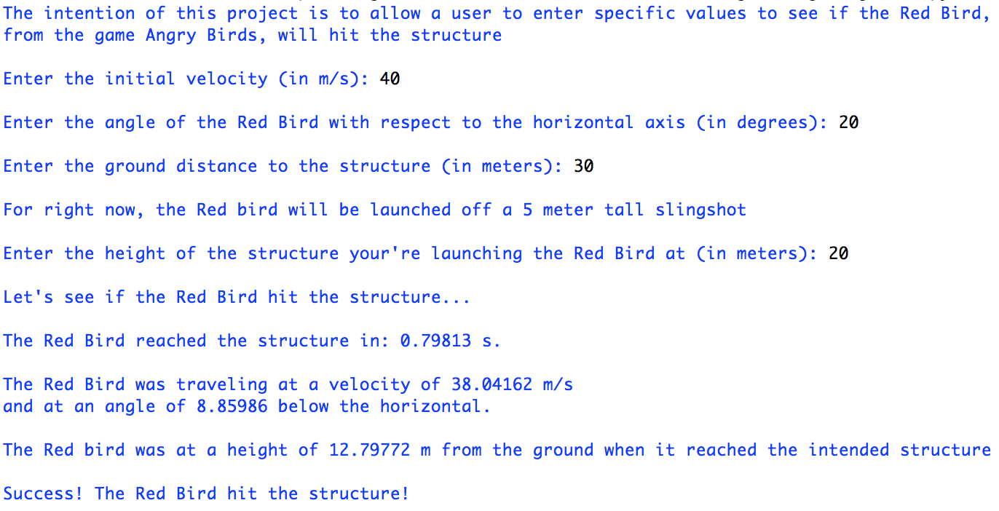 The intention of this project is to allow a user to enter specific values to see if the Red Bird,
from the game Angry Birds, will hit the structure
Enter the initial velocity (in m/s): 40
Enter the angle of the Red Bird with respect to the horizontal axis (in degrees): 20
Enter the ground distance to the structure (in meters): 30
For right now, the Red bird will be launched off a 5 meter tall slingshot
Enter the height of the structure your're launching the Red Bird at (in meters): 20
Let's see if the Red Bird hit the structure...
The Red Bird reached the structure in: 0.79813 s.
The Red Bird was traveling at a velocity of 38.04162 m/s
and at an angle of 8.85986 below the horizontal.
The Red bird was at a height of 12.79772 m from the ground when it reached the intended structure
Success! The Red Bird hit the structure!